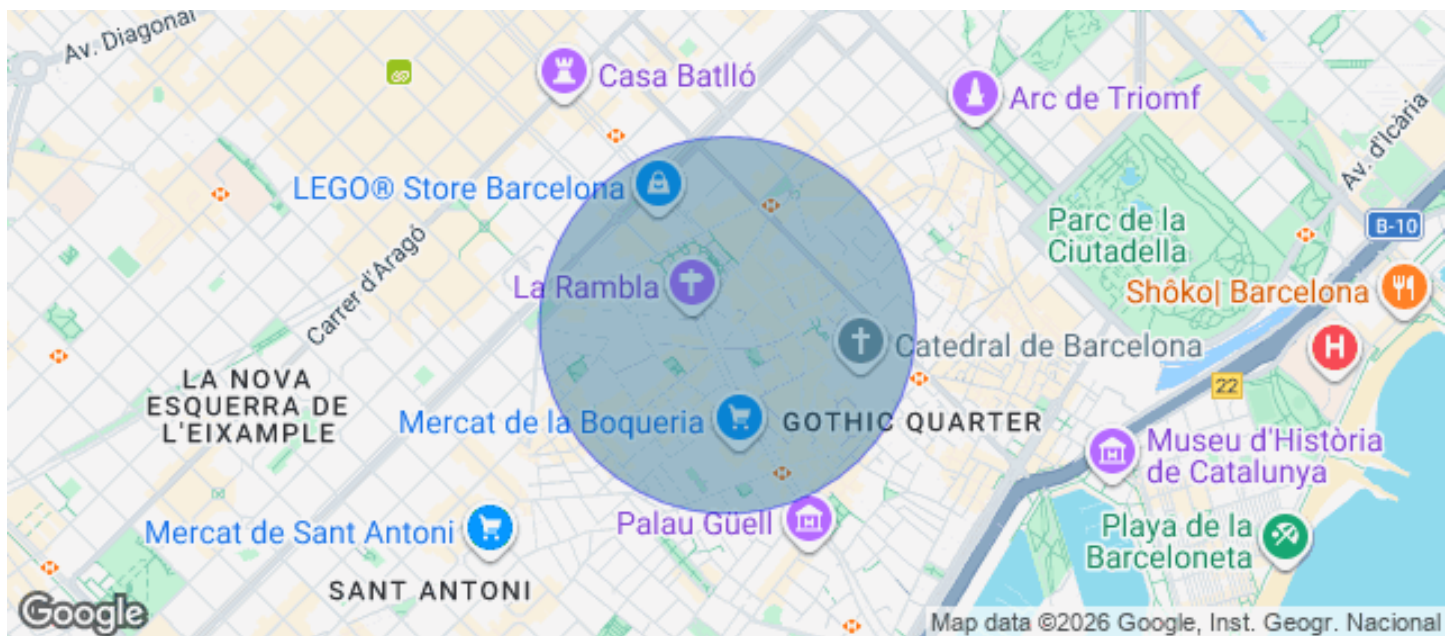 Av. Diagonal
Casa Batlló
Arc de Triomf
Av. d'Icària
LEGO® Store Barcelona
B-10
Parc de la
Ciutadella
Carrer d'Aragó
La Rambla
Shôko| Barcelona
Catedral de Barcelona
H
LA NOVA
ESQUERRA DE
L'EIXAMPLE
22
Mercat de la Boqueria
GOTHIC QUARTER
Museu d'Història
de Catalunya
Mercat de Sant Antoni
Palau Güell
Playa de la
Barceloneta
SANT ANTONI
Google
Map data ©2026 Google, Inst. Geogr. Nacional